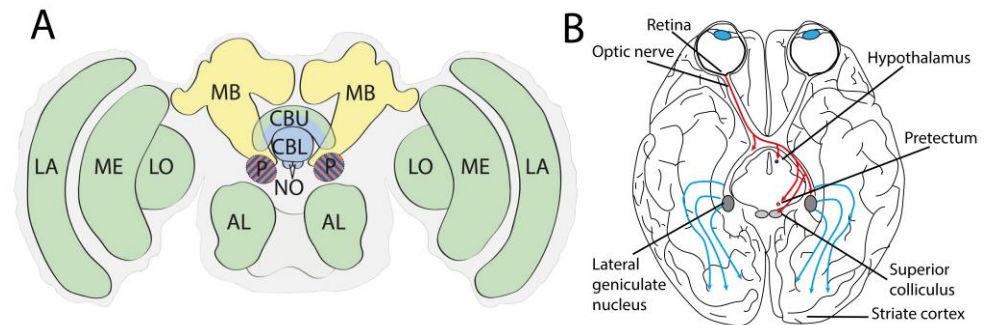 A
MB
MB
CBU
CBL
P
P
NO
LA
ME
LO
LO
ME
LA
AL
AL
B
Retina
Optic nerve
Hypothalamus
Pretectum
Lateral
geniculate
nucleus
Superior
colliculus
Striate cortex